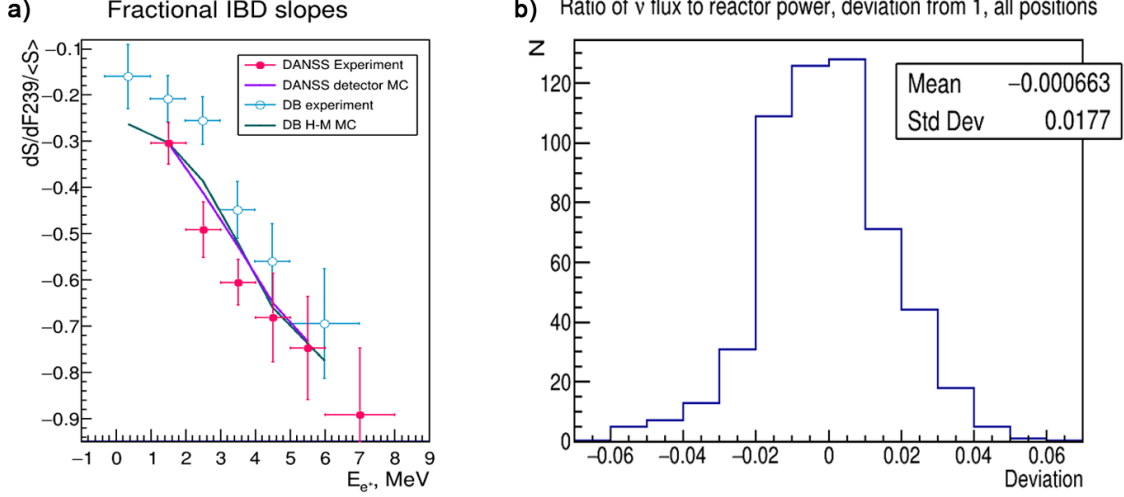 a)
Fractional IBD slopes
dS/dF239/<S>
−0.1
−0.2
−0.3
−0.4
−0.5
−0.6
−0.7
−0.8
−0.9
DANSS Experiment
DANSS detector MC
DB experiment
DB H-M MC
−1 0 1 2 3 4 5 6 7 8 9
Ee⁺, MeV
b)
Ratio of ν flux to reactor power, deviation from 1, all positions
N
120
100
80
60
40
20
0
Mean −0.000663
Std Dev 0.0177
−0.06 −0.04 −0.02 0 0.02 0.04 0.06
Deviation